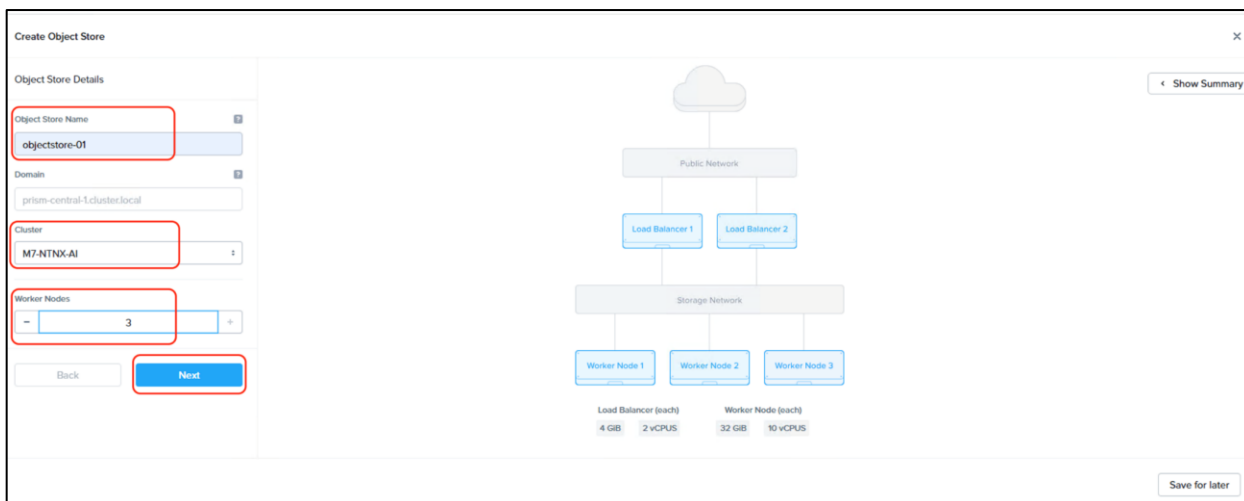 Create Object Store
×
Object Store Details
‹ Show Summary
Object Store Name ?
objectstore-01
Domain ?
prism-central-1.cluster.local
Cluster
M7-NTNX-AI
Worker Nodes
− 3 +
Back Next
Public Network
Load Balancer 1 Load Balancer 2
Storage Network
Worker Node 1 Worker Node 2 Worker Node 3
Load Balancer (each) Worker Node (each)
4 GiB 2 vCPUS 32 GiB 10 vCPUS
Save for later